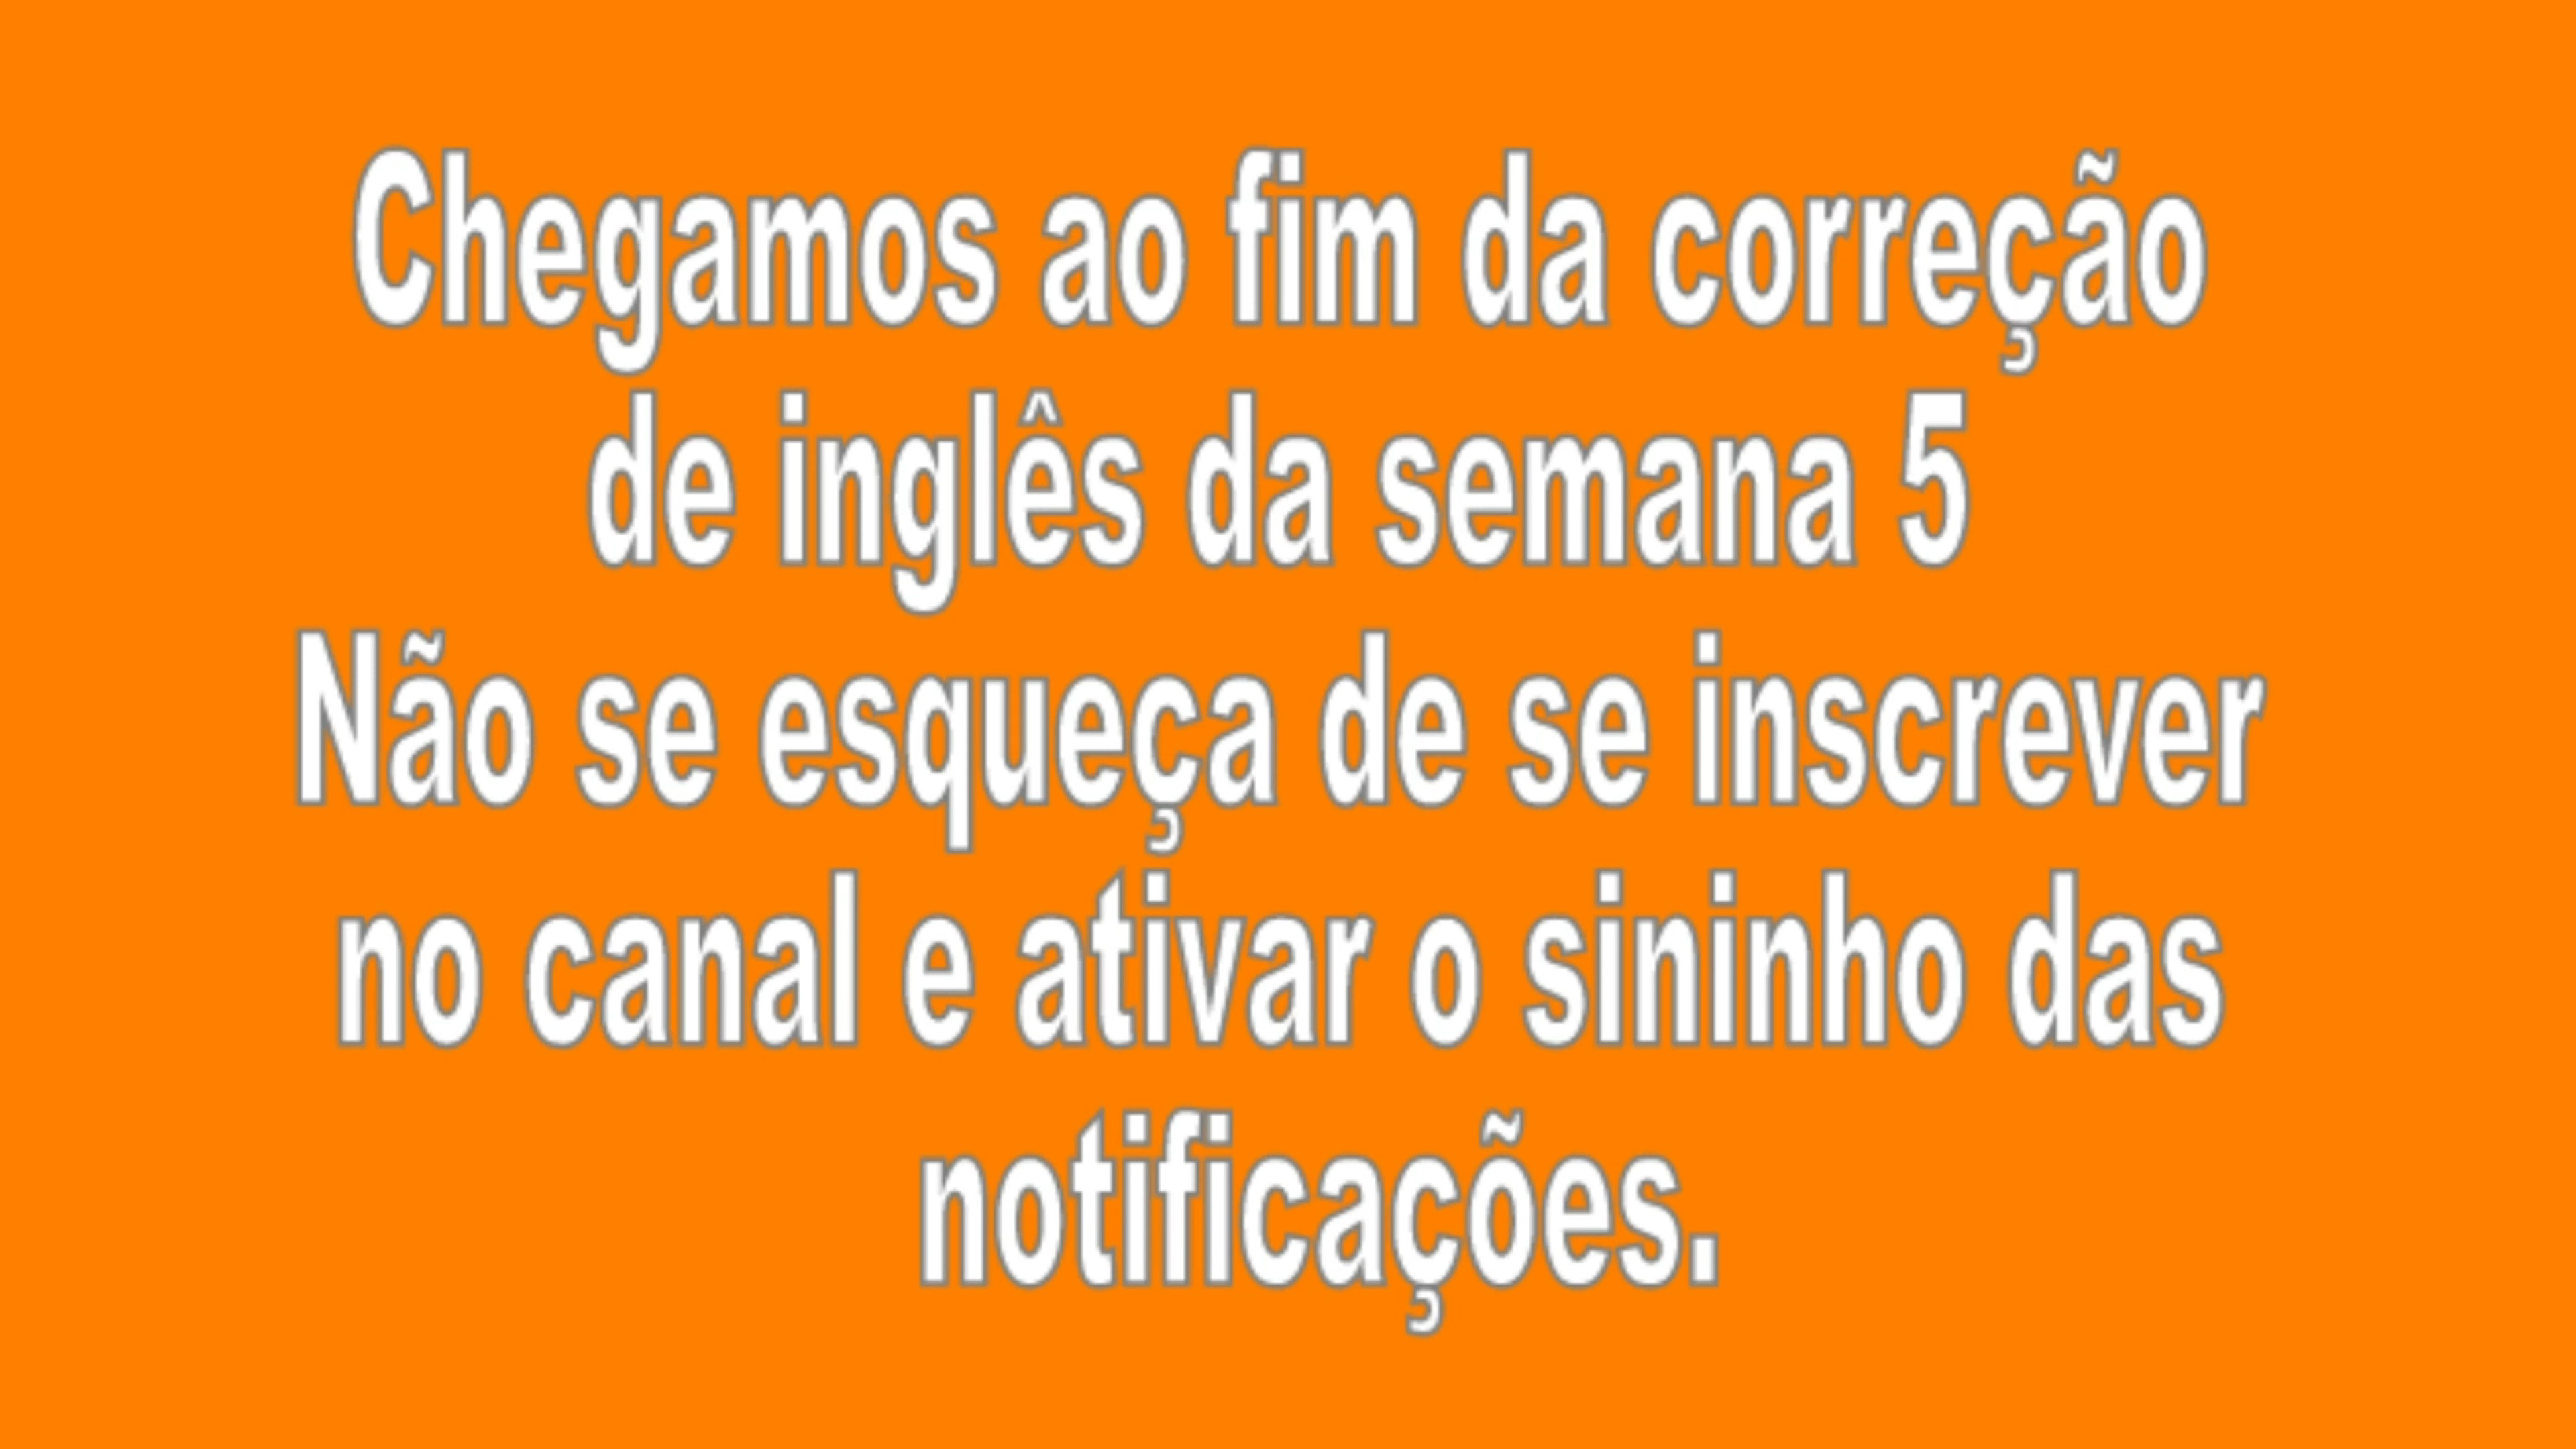 Chegamos ao fim da correção
de inglês da semana 5
Não se esqueça de se inscrever
no canal e ativar o sininho das
notificações.